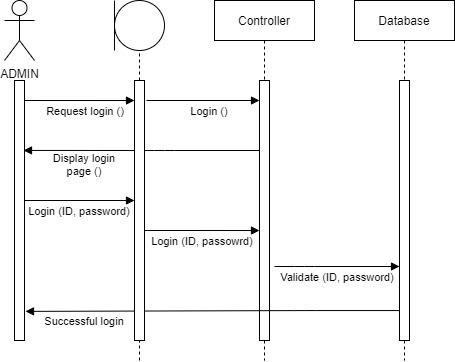 Controller
Database
ADMIN
Request login ()
Login ()
Display login
page ()
Login (ID, password)
Login (ID, passowrd)
Validate (ID, password)
Successful login